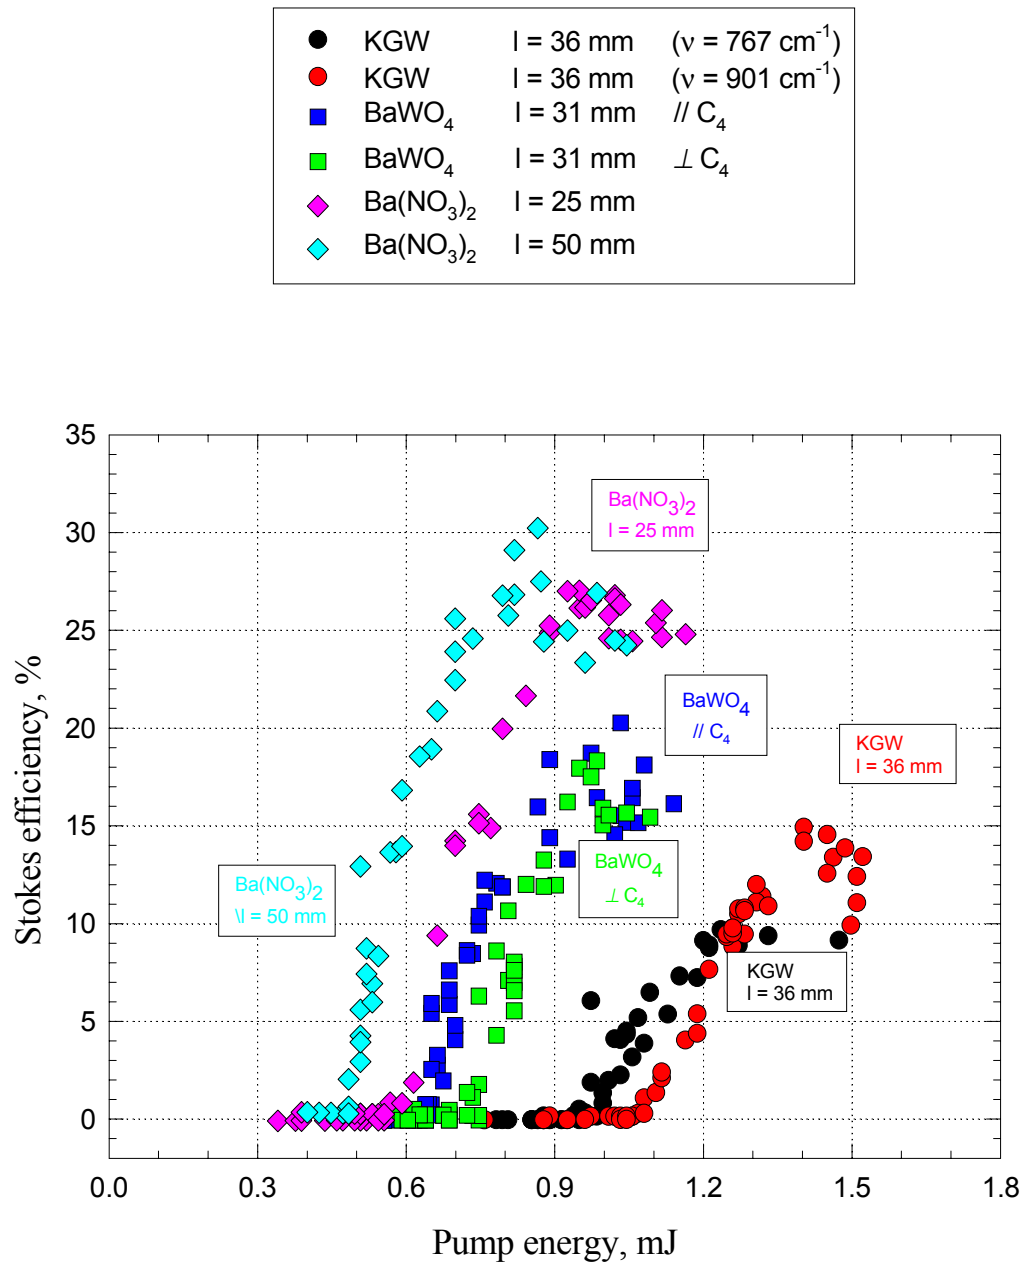 KGW l = 36 mm (ν = 767 cm⁻¹)
KGW l = 36 mm (ν = 901 cm⁻¹)
BaWO₄ l = 31 mm // C₄
BaWO₄ l = 31 mm ⊥ C₄
Ba(NO₃)₂ l = 25 mm
Ba(NO₃)₂ l = 50 mm
35
30
25
20
15
10
5
0
Stokes efficiency, %
Ba(NO₃)₂
l = 25 mm
BaWO₄
// C₄
KGW
l = 36 mm
BaWO₄
⊥ C₄
Ba(NO₃)₂
\l = 50 mm
KGW
l = 36 mm
0.0 0.3 0.6 0.9 1.2 1.5 1.8
Pump energy, mJ